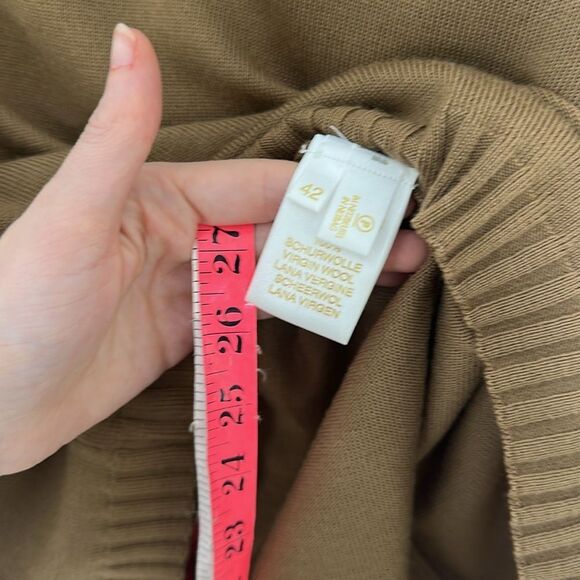 42
100%
SCHURWOLLE
VIRGIN WOOL
LANA VERGINE
SCHEERWOL
LANA VIRGEN
27
26
25
24
23